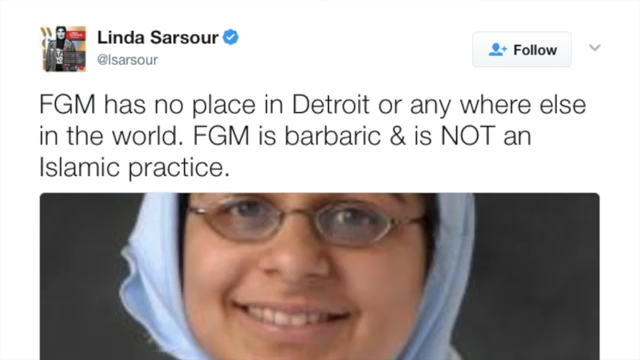 Linda Sarsour
@lsarsour
Follow
FGM has no place in Detroit or any where else
in the world. FGM is barbaric & is NOT an
Islamic practice.